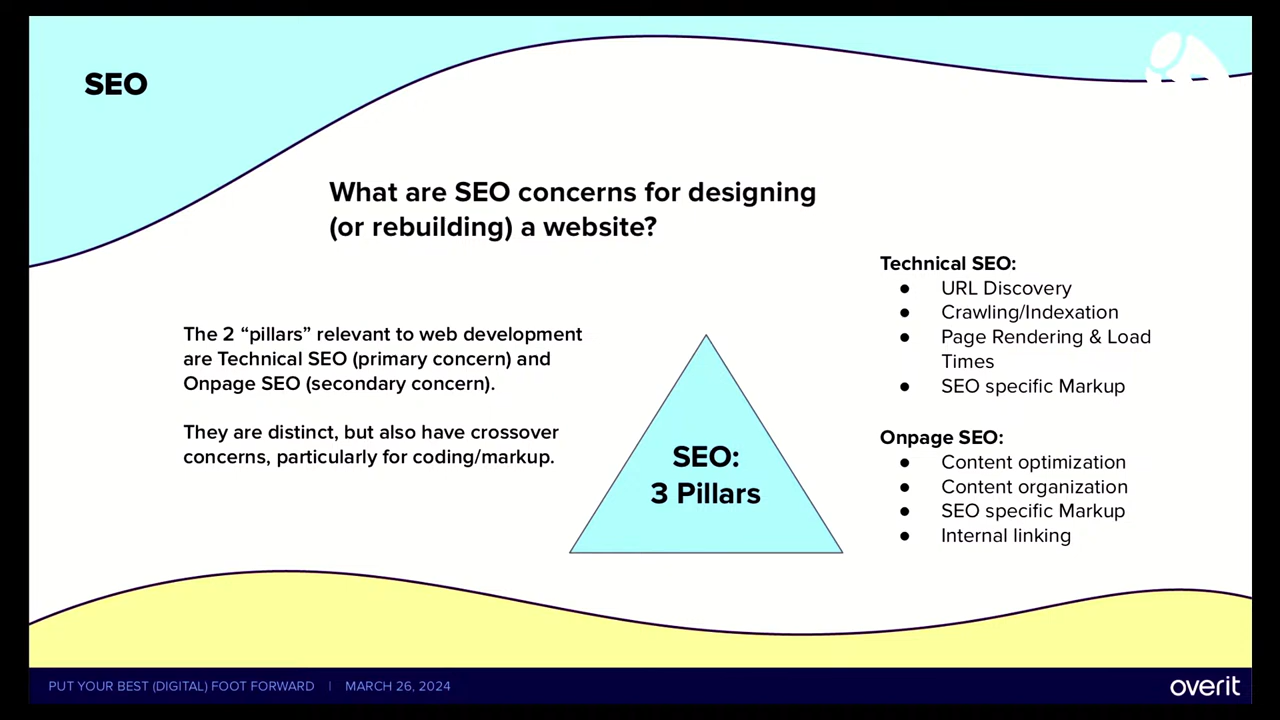 SEO
What are SEO concerns for designing
(or rebuilding) a website?
The 2 “pillars” relevant to web development
are Technical SEO (primary concern) and
Onpage SEO (secondary concern).
They are distinct, but also have crossover
concerns, particularly for coding/markup.
SEO:
3 Pillars
Technical SEO:
● URL Discovery
● Crawling/Indexation
● Page Rendering & Load
Times
● SEO specific Markup
Onpage SEO:
● Content optimization
● Content organization
● SEO specific Markup
● Internal linking
PUT YOUR BEST (DIGITAL) FOOT FORWARD | MARCH 26, 2024
overit